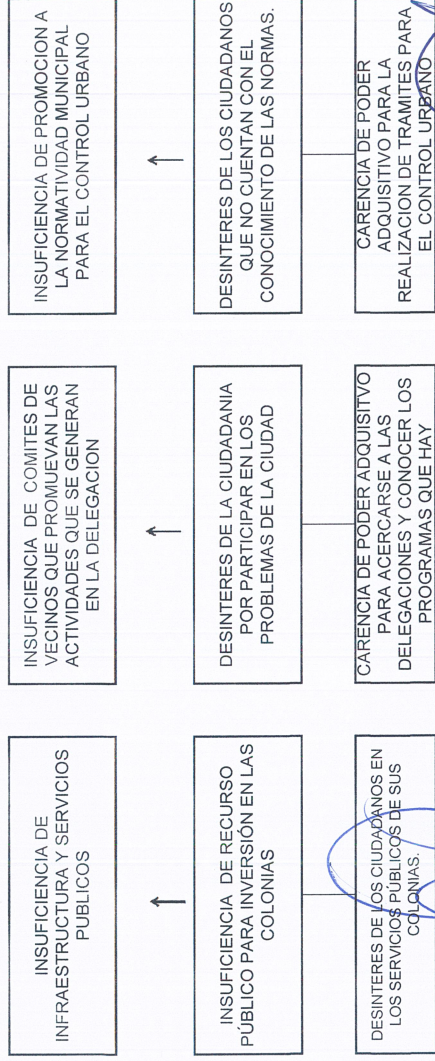 INSUFICIENCIA DE
INFRAESTRUCTURA Y SERVICIOS
PUBLICOS
INSUFICIENCIA DE COMITES DE
VECINOS QUE PROMUEVAN LAS
ACTIVIDADES QUE SE GENERAN
EN LA DELEGACION
INSUFICIENCIA DE PROMOCION A
LA NORMATIVIDAD MUNICIPAL
PARA EL CONTROL URBANO
INSUFICIENCIA DE RECURSO
PÚBLICO PARA INVERSIÓN EN LAS
COLONIAS
DESINTERES DE LA CIUDADANIA
POR PARTICIPAR EN LOS
PROBLEMAS DE LA CIUDAD
DESINTERES DE LOS CIUDADANOS
QUE NO CUENTAN CON EL
CONOCIMIENTO DE LAS NORMAS.
DESINTERES DE LOS CIUDADANOS EN
LOS SERVICIOS PÚBLICOS DE SUS
COLONIAS.
CARENCIA DE PODER ADQUISITVO
PARA ACERCARSE A LAS
DELEGACIONES Y CONOCER LOS
PROGRAMAS QUE HAY
CARENCIA DE PODER
ADQUISITIVO PARA LA
REALIZACION DE TRAMITES PARA
EL CONTROL URBANO